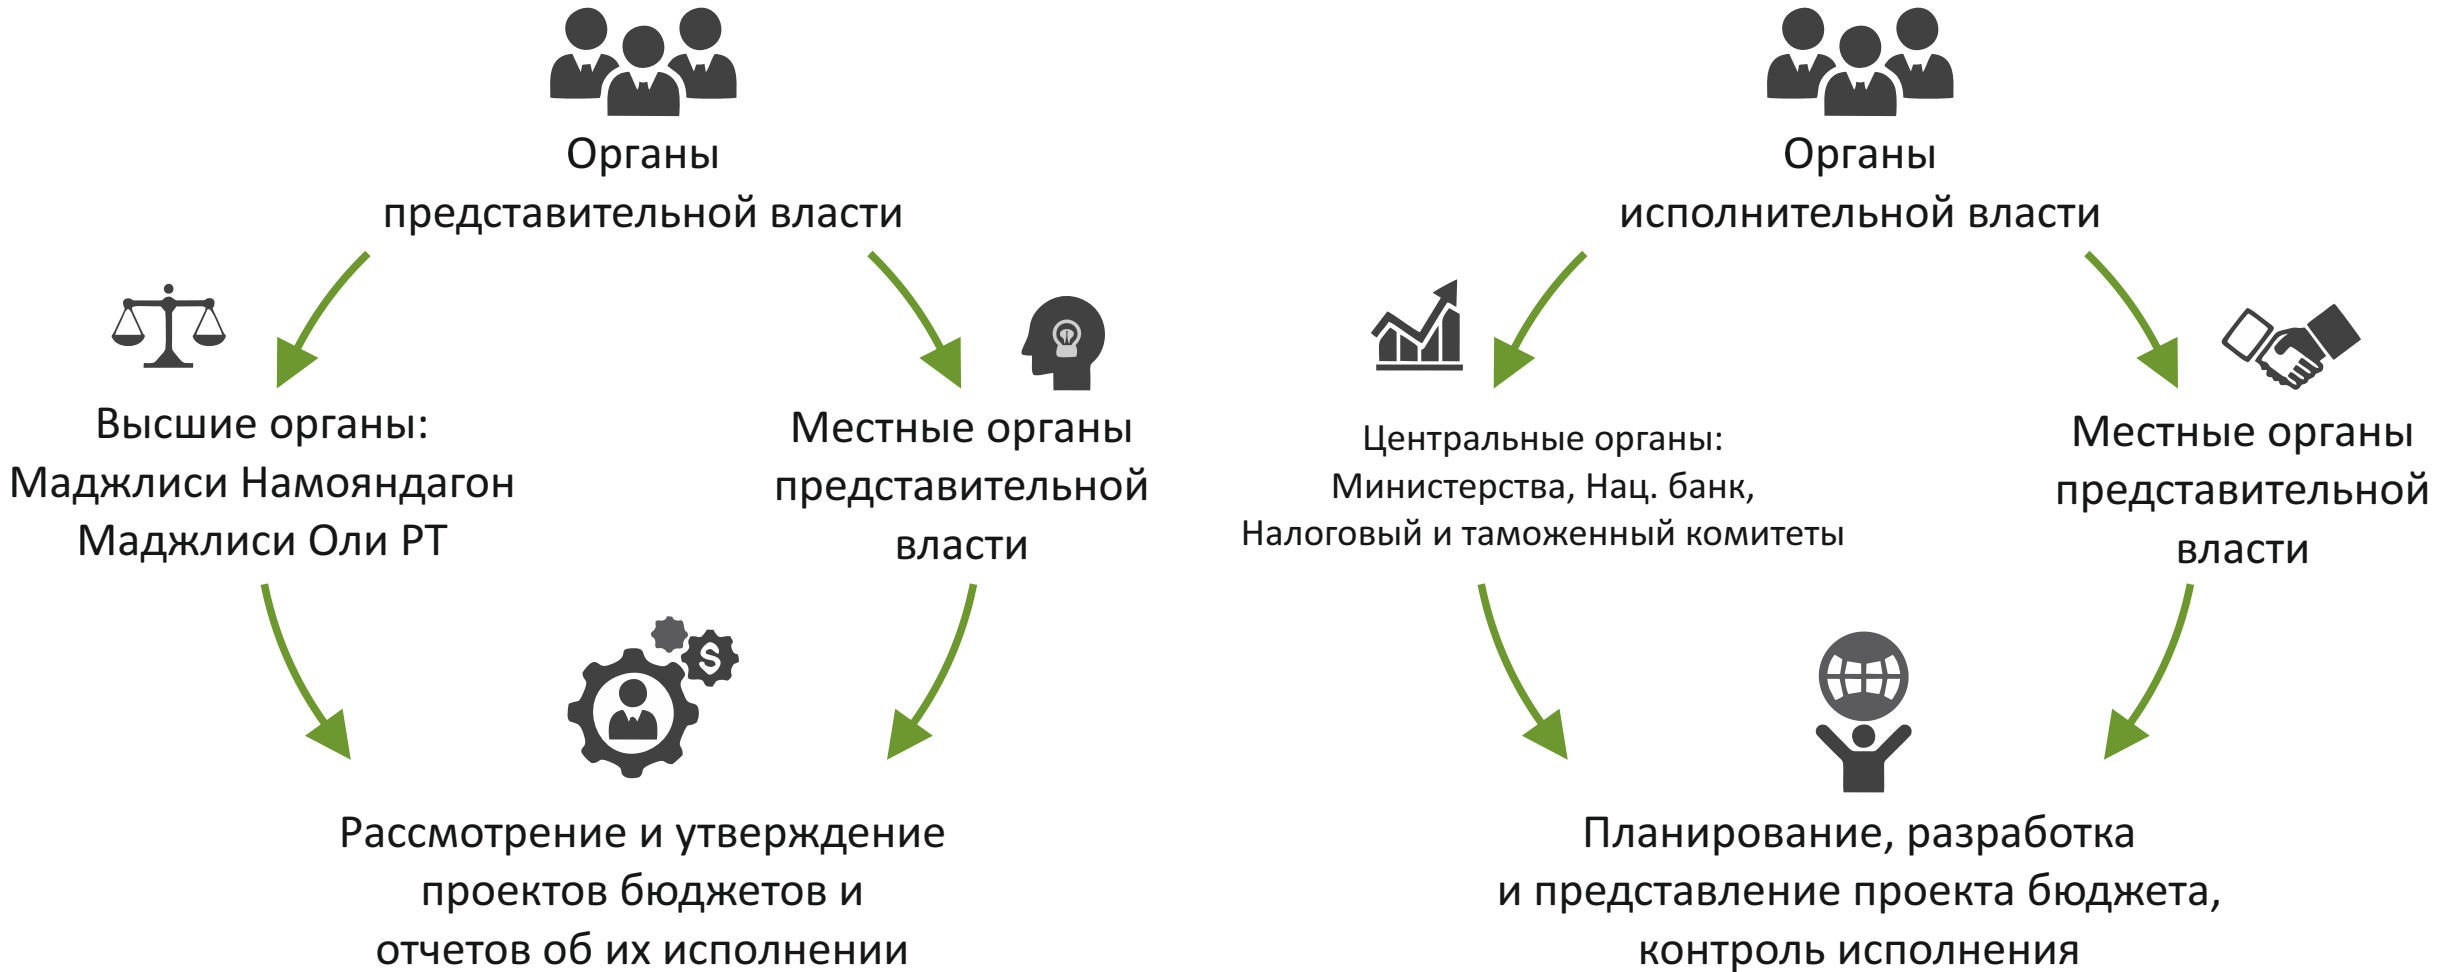 Органы
представительной власти
Высшие органы:
Маджлиси Намояндагон
Маджлиси Оли РТ
Местные органы
представительной
власти
Рассмотрение и утверждение
проектов бюджетов и
отчетов об их исполнении
Органы
исполнительной власти
Центральные органы:
Министерства, Нац. банк,
Налоговый и таможенный комитеты
Местные органы
представительной
власти
Планирование, разработка
и представление проекта бюджета,
контроль исполнения